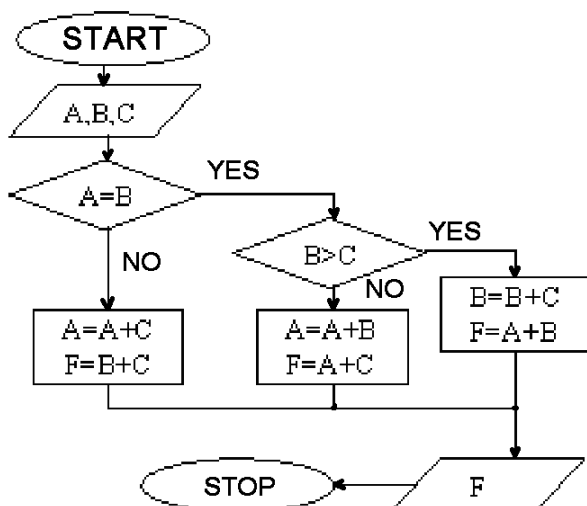 START
A,B,C
A=B
YES
NO
B>C
YES
NO
A=A+C
F=B+C
A=A+B
F=A+C
B=B+C
F=A+B
F
STOP